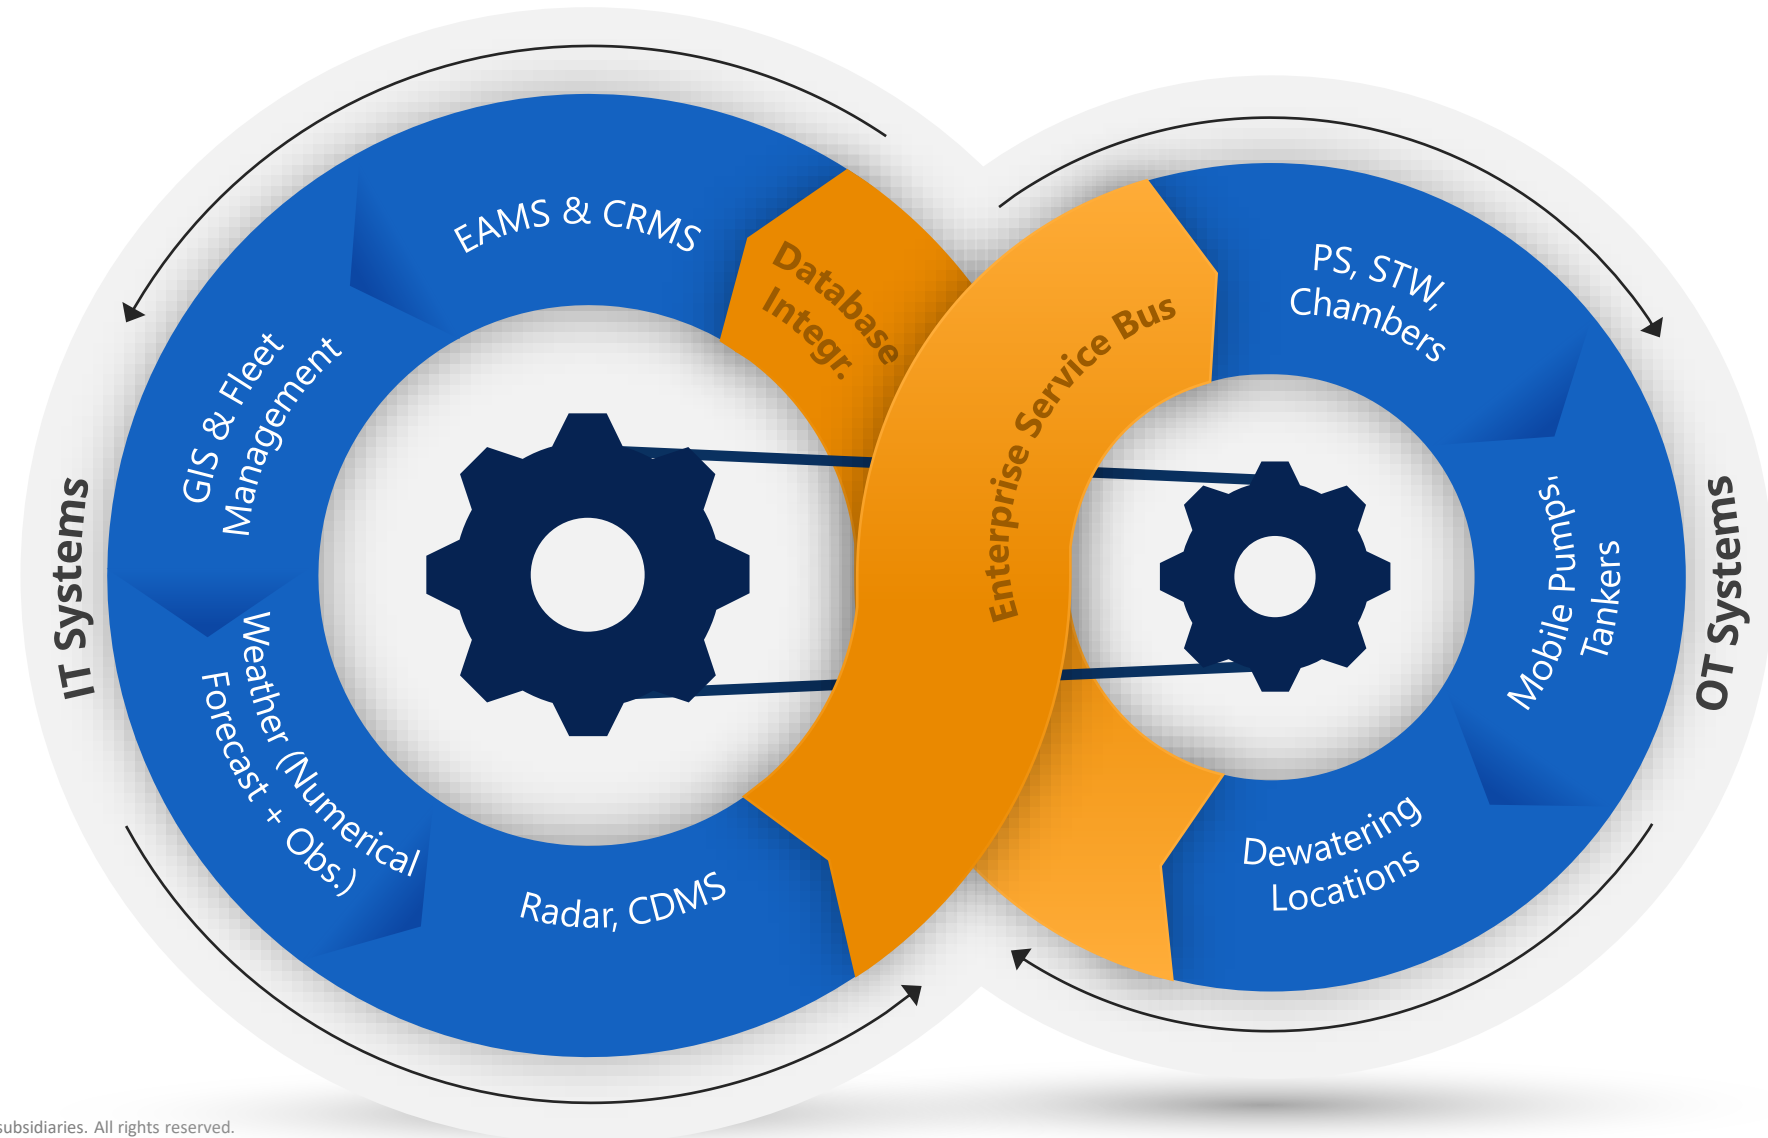 IT Systems
EAMS & CRMS
GIS & Fleet
Management
Weather (Numerical
Forecast + Obs.)
Radar, CDMS
Database
Integr.
Enterprise Service Bus
PS, STW,
Chambers
Mobile Pumps'
Tankers
Dewatering
Locations
OT Systems
subsidiaries. All rights reserved.